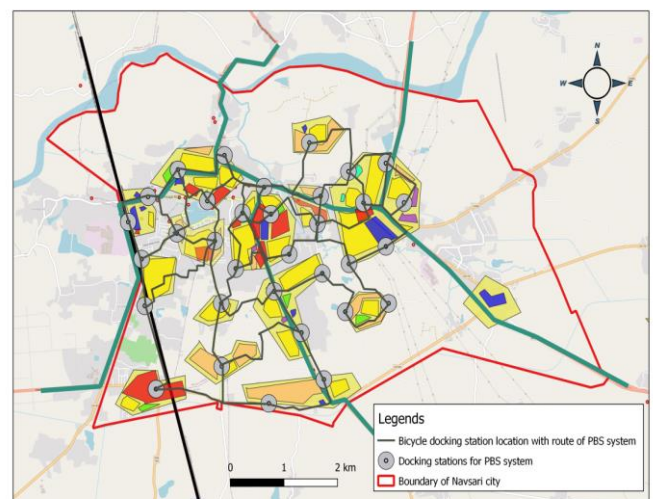 N
W E
S
Legends
Bicycle docking station location with route of PBS system
Docking stations for PBS system
Boundary of Navsari city
0 1 2 km